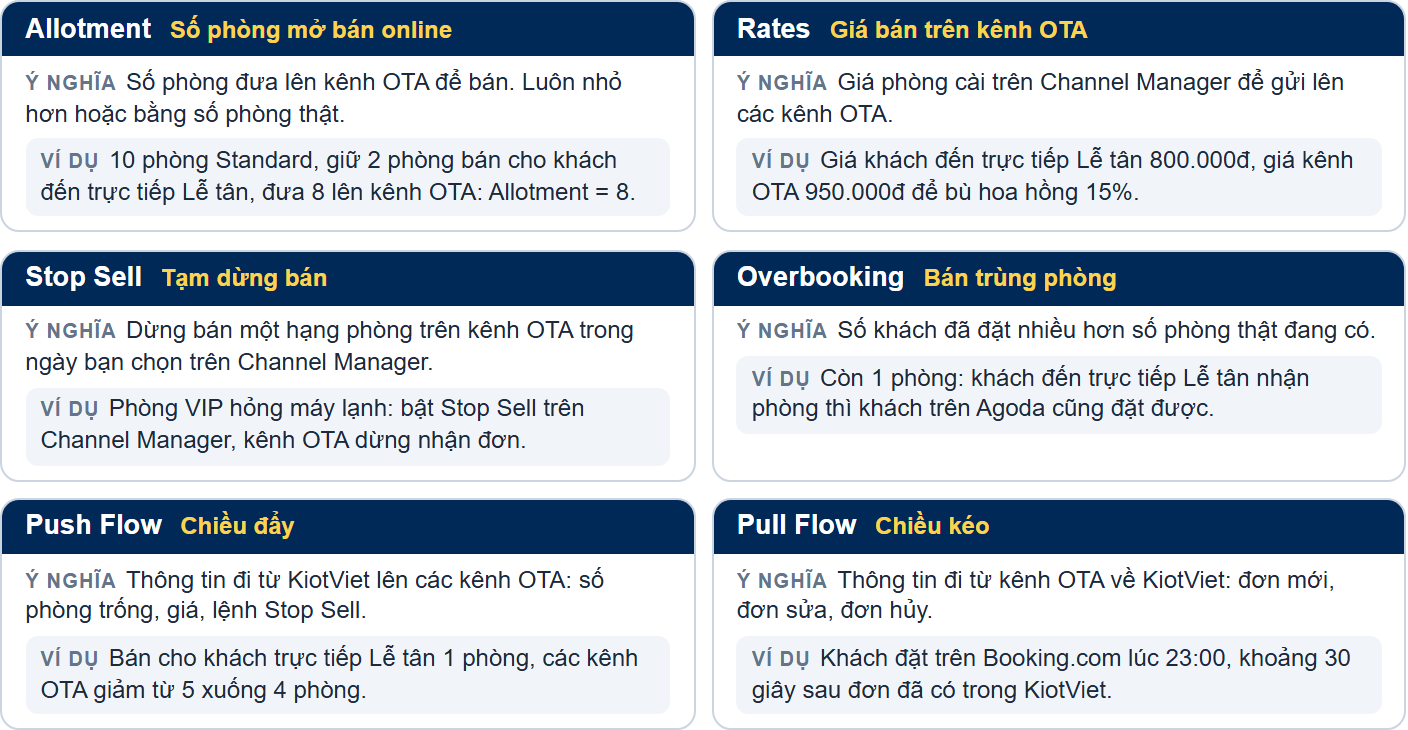 Allotment Số phòng mở bán online
Ý NGHĨA Số phòng đưa lên kênh OTA để bán. Luôn nhỏ
hơn hoặc bằng số phòng thật.
VÍ DỤ 10 phòng Standard, giữ 2 phòng bán cho khách
đến trực tiếp Lễ tân, đưa 8 lên kênh OTA: Allotment = 8.
Rates Giá bán trên kênh OTA
Ý NGHĨA Giá phòng cài trên Channel Manager để gửi lên
các kênh OTA.
VÍ DỤ Giá khách đến trực tiếp Lễ tân 800.000đ, giá kênh
OTA 950.000đ để bù hoa hồng 15%.
Stop Sell Tạm dừng bán
Ý NGHĨA Dừng bán một hạng phòng trên kênh OTA trong
ngày bạn chọn trên Channel Manager.
VÍ DỤ Phòng VIP hỏng máy lạnh: bật Stop Sell trên
Channel Manager, kênh OTA dừng nhận đơn.
Overbooking Bán trùng phòng
Ý NGHĨA Số khách đã đặt nhiều hơn số phòng thật đang có.
VÍ DỤ Còn 1 phòng: khách đến trực tiếp Lễ tân nhận
phòng thì khách trên Agoda cũng đặt được.
Push Flow Chiều đẩy
Ý NGHĨA Thông tin đi từ KiotViet lên các kênh OTA: số
phòng trống, giá, lệnh Stop Sell.
VÍ DỤ Bán cho khách trực tiếp Lễ tân 1 phòng, các kênh
OTA giảm từ 5 xuống 4 phòng.
Pull Flow Chiều kéo
Ý NGHĨA Thông tin đi từ kênh OTA về KiotViet: đơn mới,
đơn sửa, đơn hủy.
VÍ DỤ Khách đặt trên Booking.com lúc 23:00, khoảng 30
giây sau đơn đã có trong KiotViet.